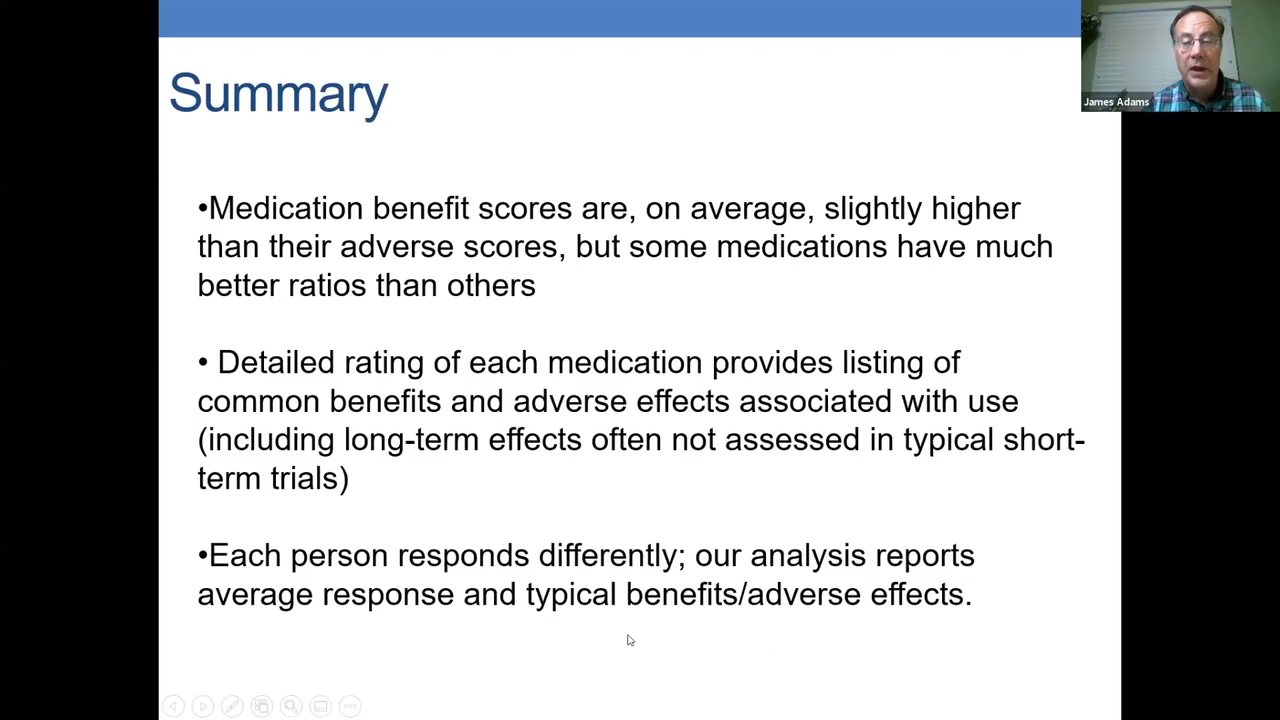 Summary
James Adams
•Medication benefit scores are, on average, slightly higher
than their adverse scores, but some medications have much
better ratios than others
• Detailed rating of each medication provides listing of
common benefits and adverse effects associated with use
(including long-term effects often not assessed in typical short-
term trials)
•Each person responds differently; our analysis reports
average response and typical benefits/adverse effects.